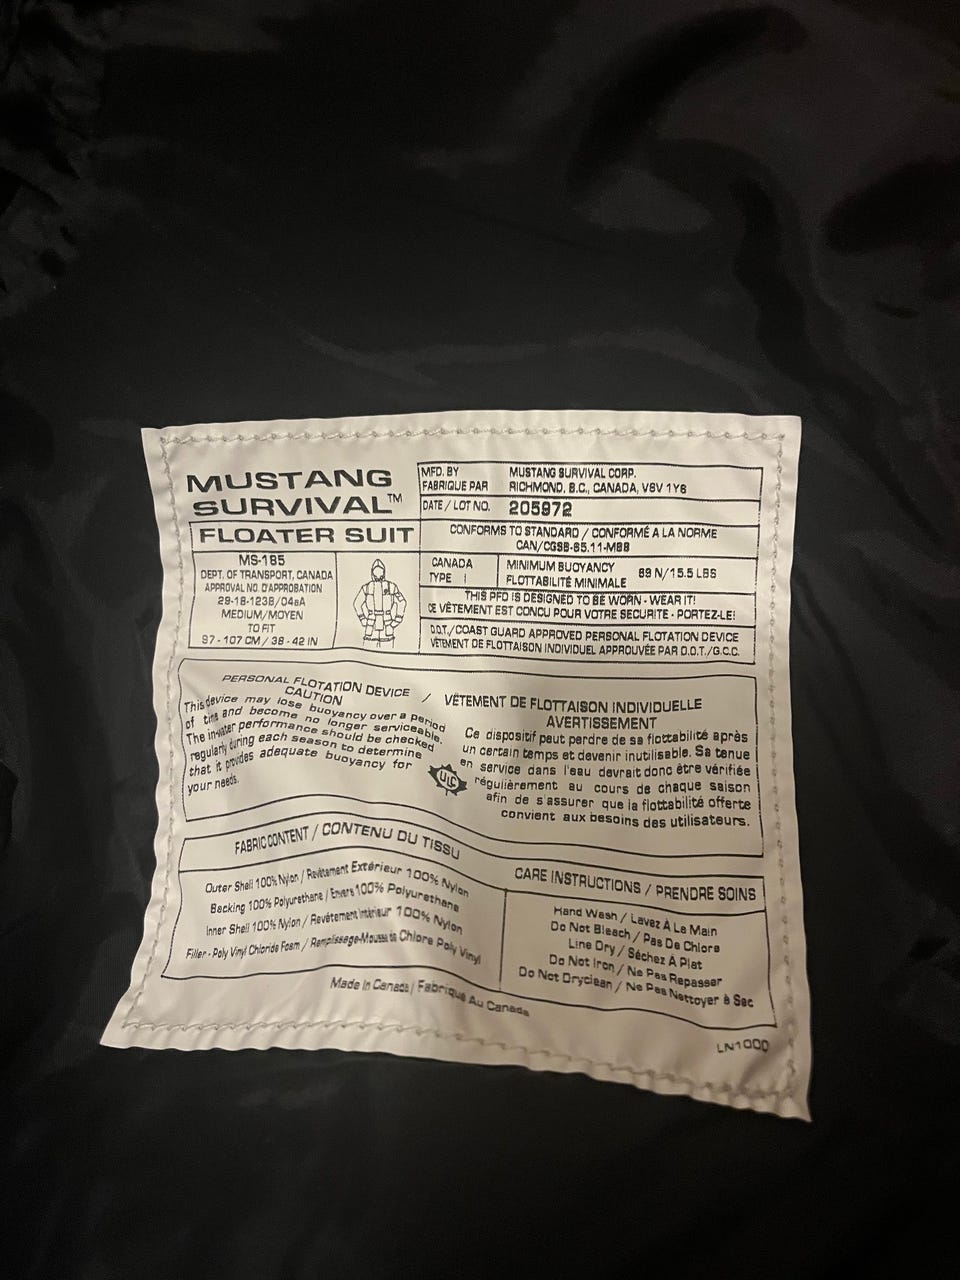 MUSTANG
SURVIVAL™
FLOATER SUIT
MS-185
DEPT. OF TRANSPORT, CANADA
APPROVAL NO. D'APPROBATION
29-18-1238/04aA
MEDIUM/MOYEN
TO FIT
97 - 107 CM / 38 - 42 IN
MFD. BY MUSTANG SURVIVAL CORP.
FABRIQUE PAR RICHMOND, B.C., CANADA, V6V 1Y6
DATE / LOT NO. 205972
CONFORMS TO STANDARD / CONFORMÉ A LA NORME
CAN/CGSB-65.11-M88
CANADA
TYPE I
MINIMUM BUOYANCY
FLOTTABILITÉ MINIMALE
69 N/15.5 LBS
THIS PFD IS DESIGNED TO BE WORN - WEAR IT!
CE VÊTEMENT EST CONCU POUR VOTRE SECURITE - PORTEZ-LE!
D.O.T./COAST GUARD APPROVED PERSONAL FLOTATION DEVICE
VÊTEMENT DE FLOTTAISON INDIVIDUEL APPROUVÉE PAR D.O.T./G.C.C.
PERSONAL FLOTATION DEVICE /
CAUTION
This device may lose buoyancy over a period
of time and become no longer serviceable.
The in-water performance should be checked
regularly during each season to determine
that it provides adequate buoyancy for
your needs.
ULC
VÊTEMENT DE FLOTTAISON INDIVIDUELLE
AVERTISSEMENT
Ce dispositif peut perdre de sa flottabilité après
un certain temps et devenir inutilisable. Sa tenue
en service dans l'eau devrait donc être vérifiée
régulièrement au cours de chaque saison
afin de s'assurer que la flottabilité offerte
convient aux besoins des utilisateurs.
FABRIC CONTENT / CONTENU DU TISSU
Outer Shell 100% Nylon / Revêtement Extérieur 100% Nylon
Backing 100% Polyurethane / Envers 100% Polyurethane
Inner Shell 100% Nylon / Revêtement Intérieur 100% Nylon
Filler - Poly Vinyl Chloride Foam / Remplissage-Mousse de Chlore Poly Vinyl
CARE INSTRUCTIONS / PRENDRE SOINS
Hand Wash / Lavez À Le Main
Do Not Bleach / Pas De Chlore
Line Dry / Séchez À Plat
Do Not Iron / Ne Pas Repasser
Do Not Dryclean / Ne Pas Nettoyer à Sec
Made In Canada / Fabriqué Au Canada
LN1000